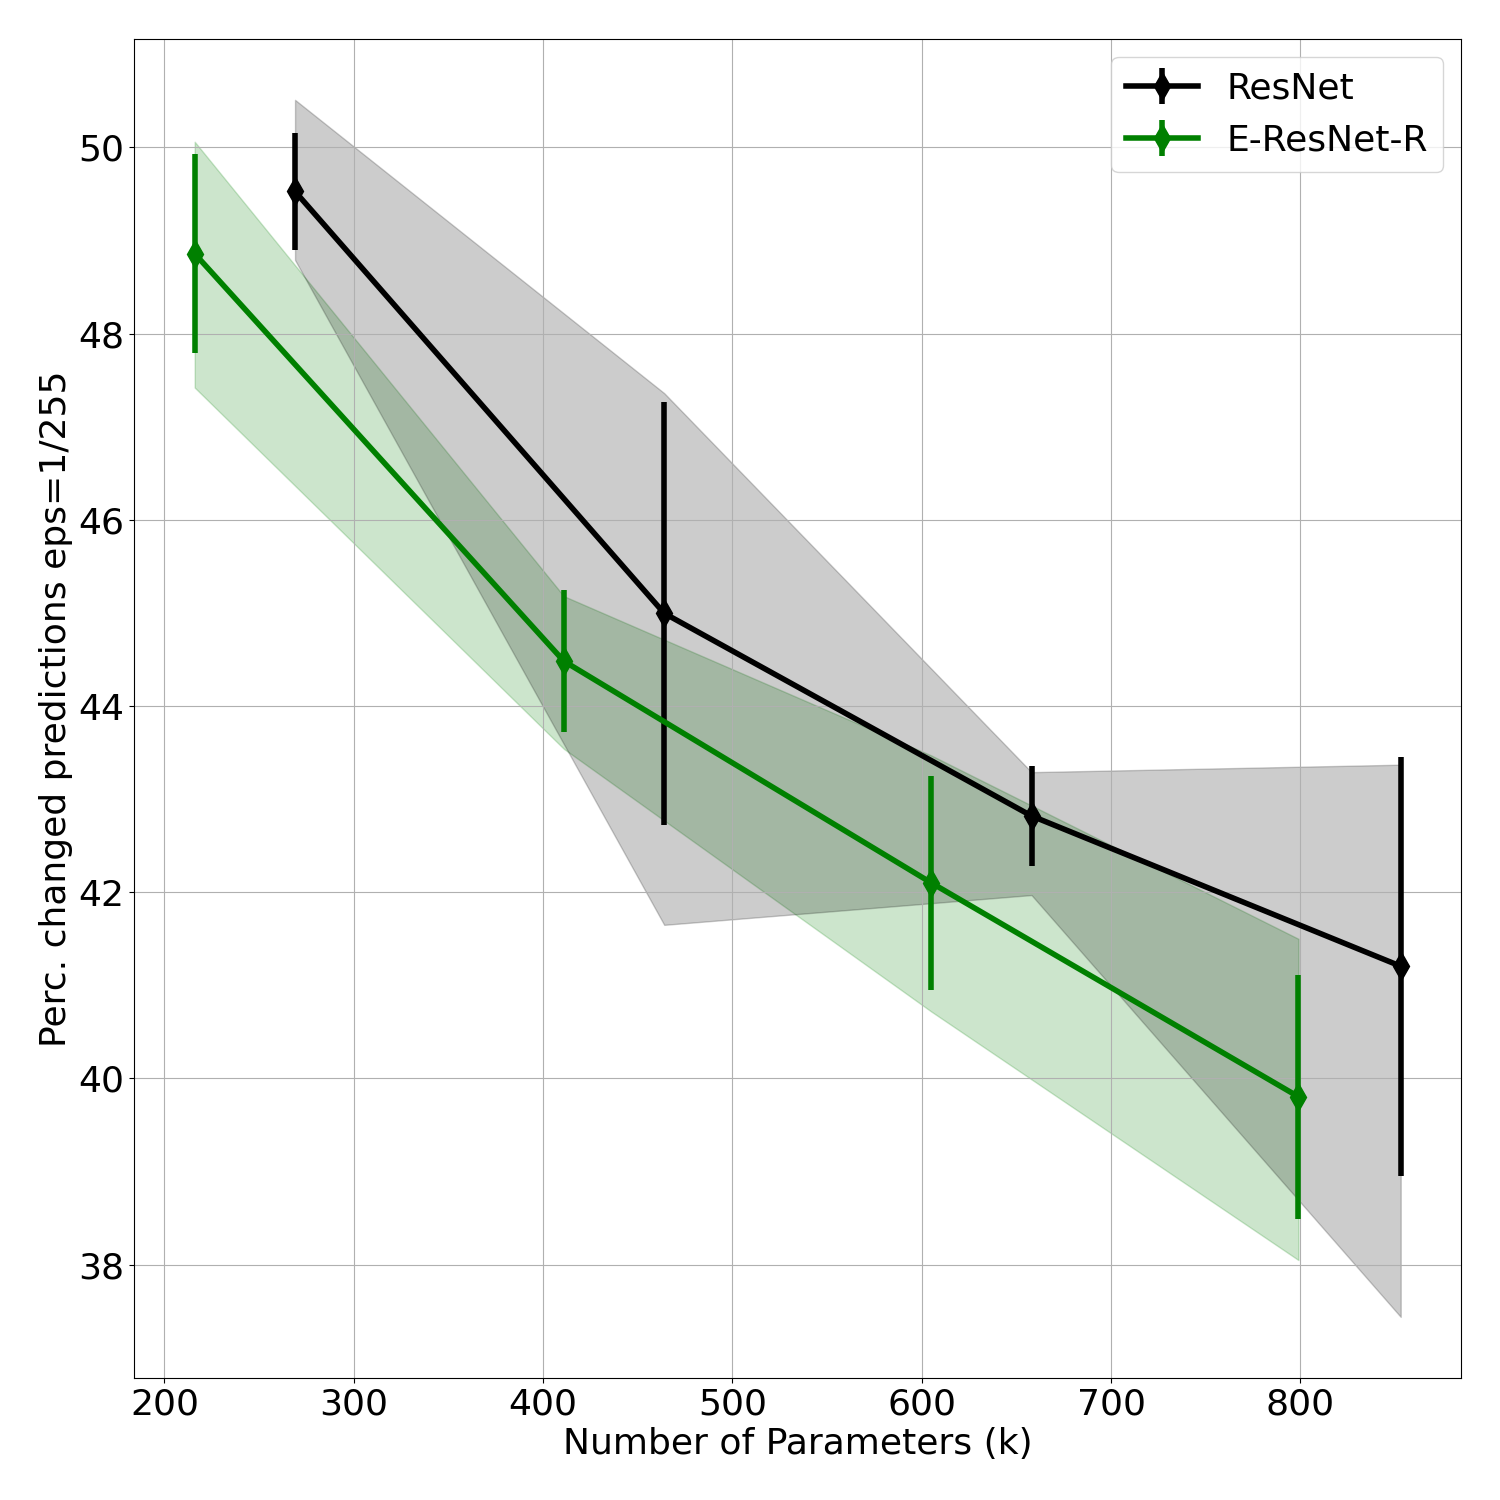 ResNet
E-ResNet-R
Perc. changed predictions eps=1/255
50
48
46
44
42
40
38
200 300 400 500 600 700 800
Number of Parameters (k)